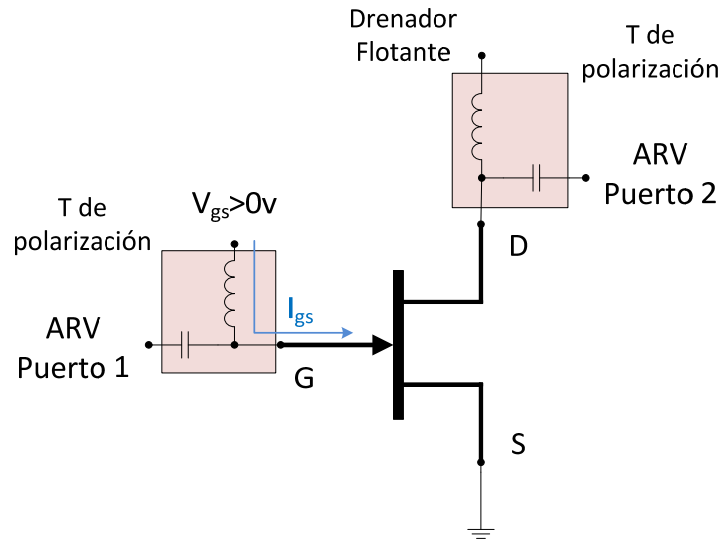 Drenador
Flotante
T de
polarización
ARV
Puerto 2
D
T de
polarización
Vgs>0v
Igs
ARV
Puerto 1
G
S